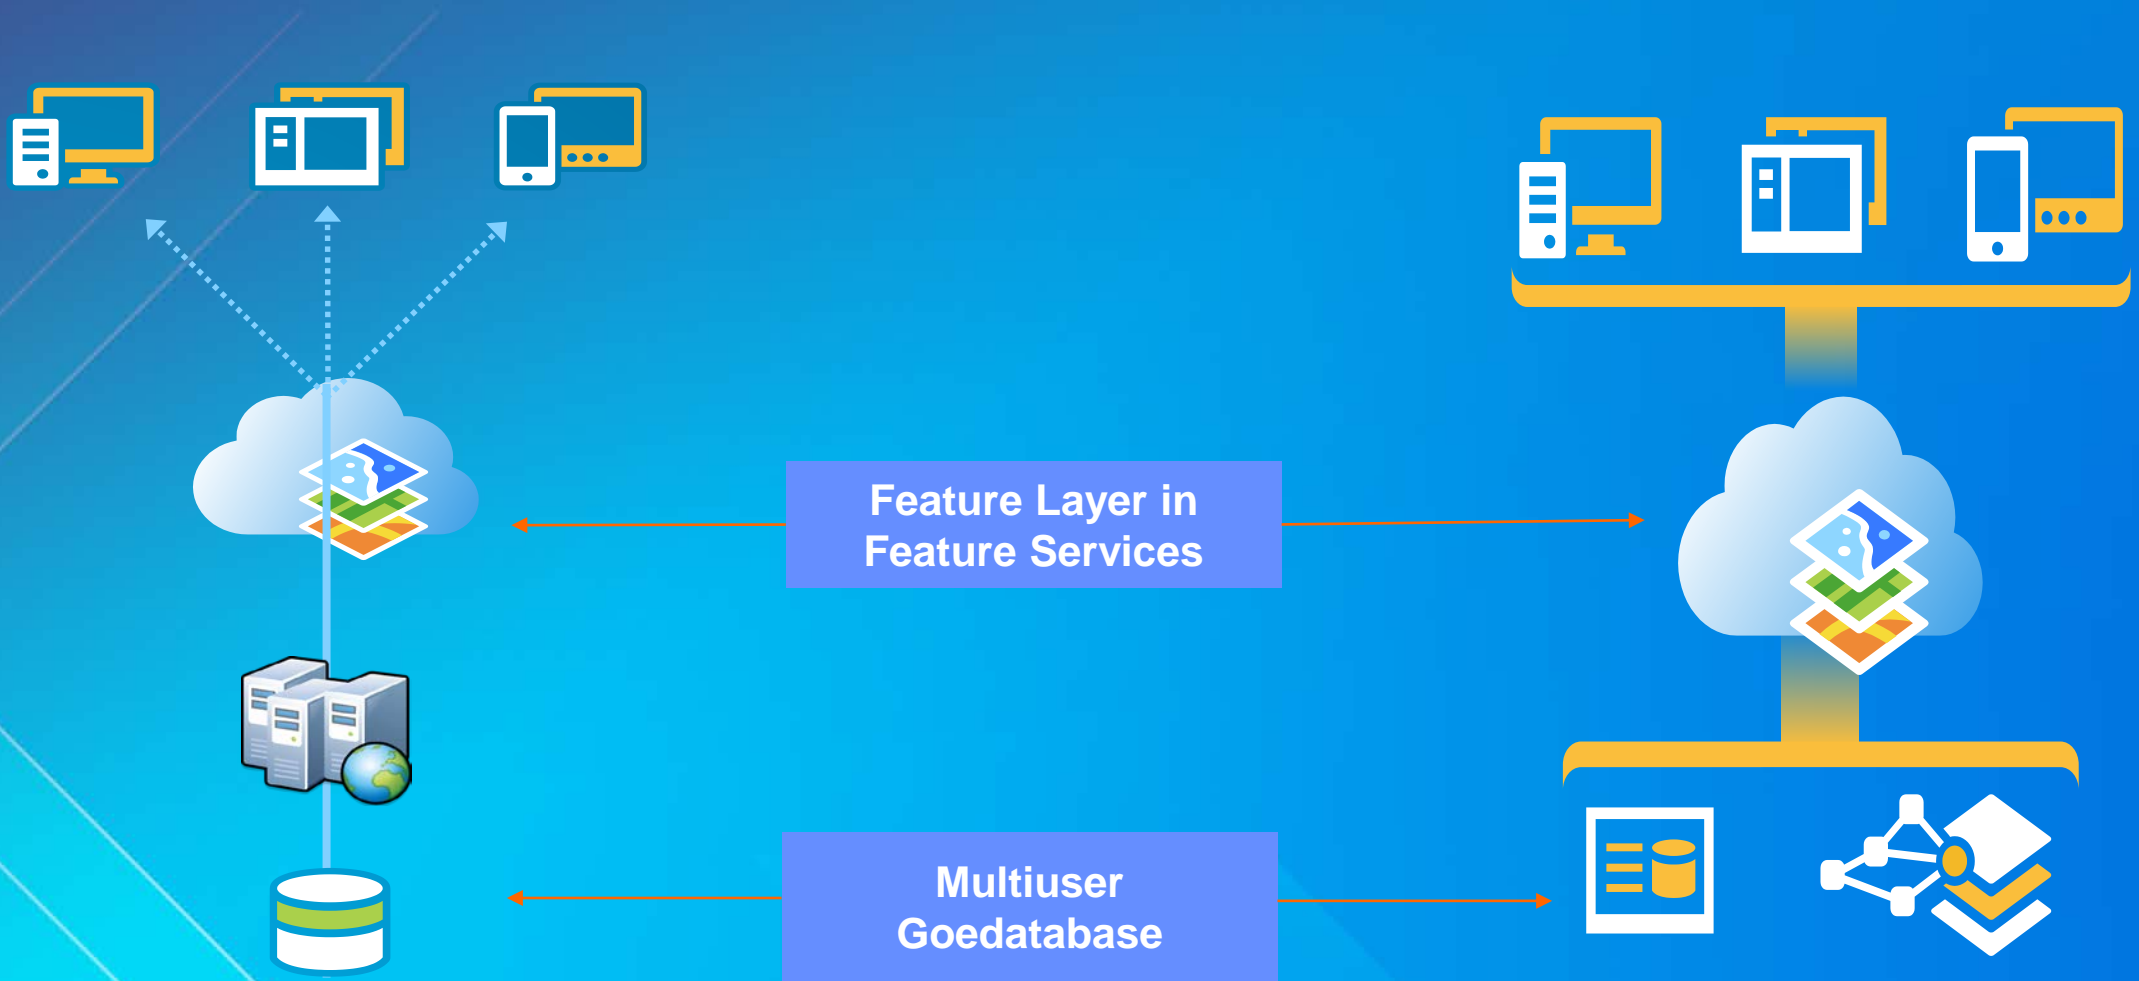 Feature Layer in
Feature Services
Multiuser
Goedatabase